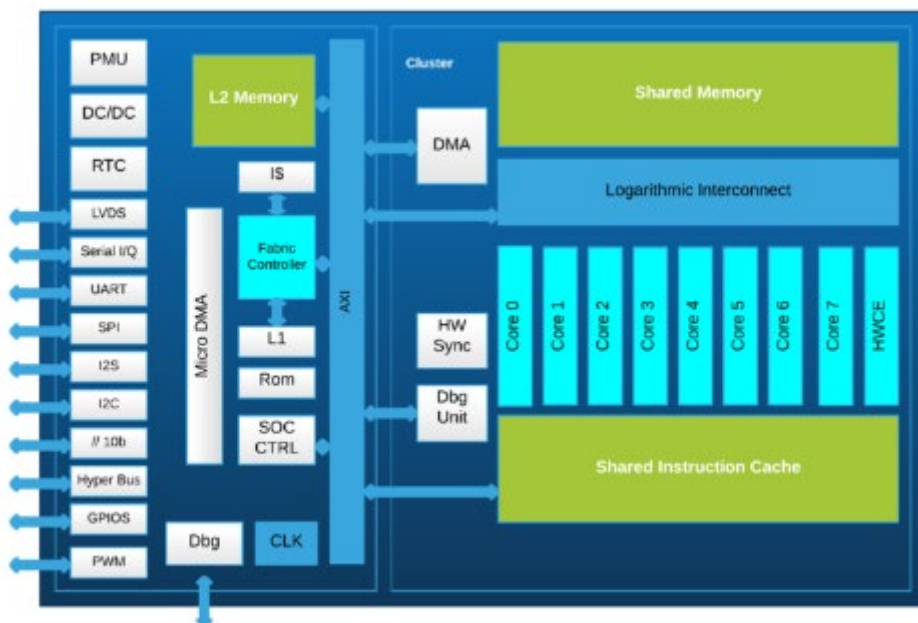 PMU
DC/DC
RTC
LVDS
Serial I/Q
UART
SPI
I2S
I2C
// 10b
Hyper Bus
GPIOS
PWM
L2 Memory
I$
Fabric
Controller
L1
Rom
SOC
CTRL
Micro DMA
Dbg
CLK
AXI
Cluster
DMA
HW
Sync
Dbg
Unit
Shared Memory
Logarithmic Interconnect
Core 0
Core 1
Core 2
Core 3
Core 4
Core 5
Core 6
Core 7
HWCE
Shared Instruction Cache